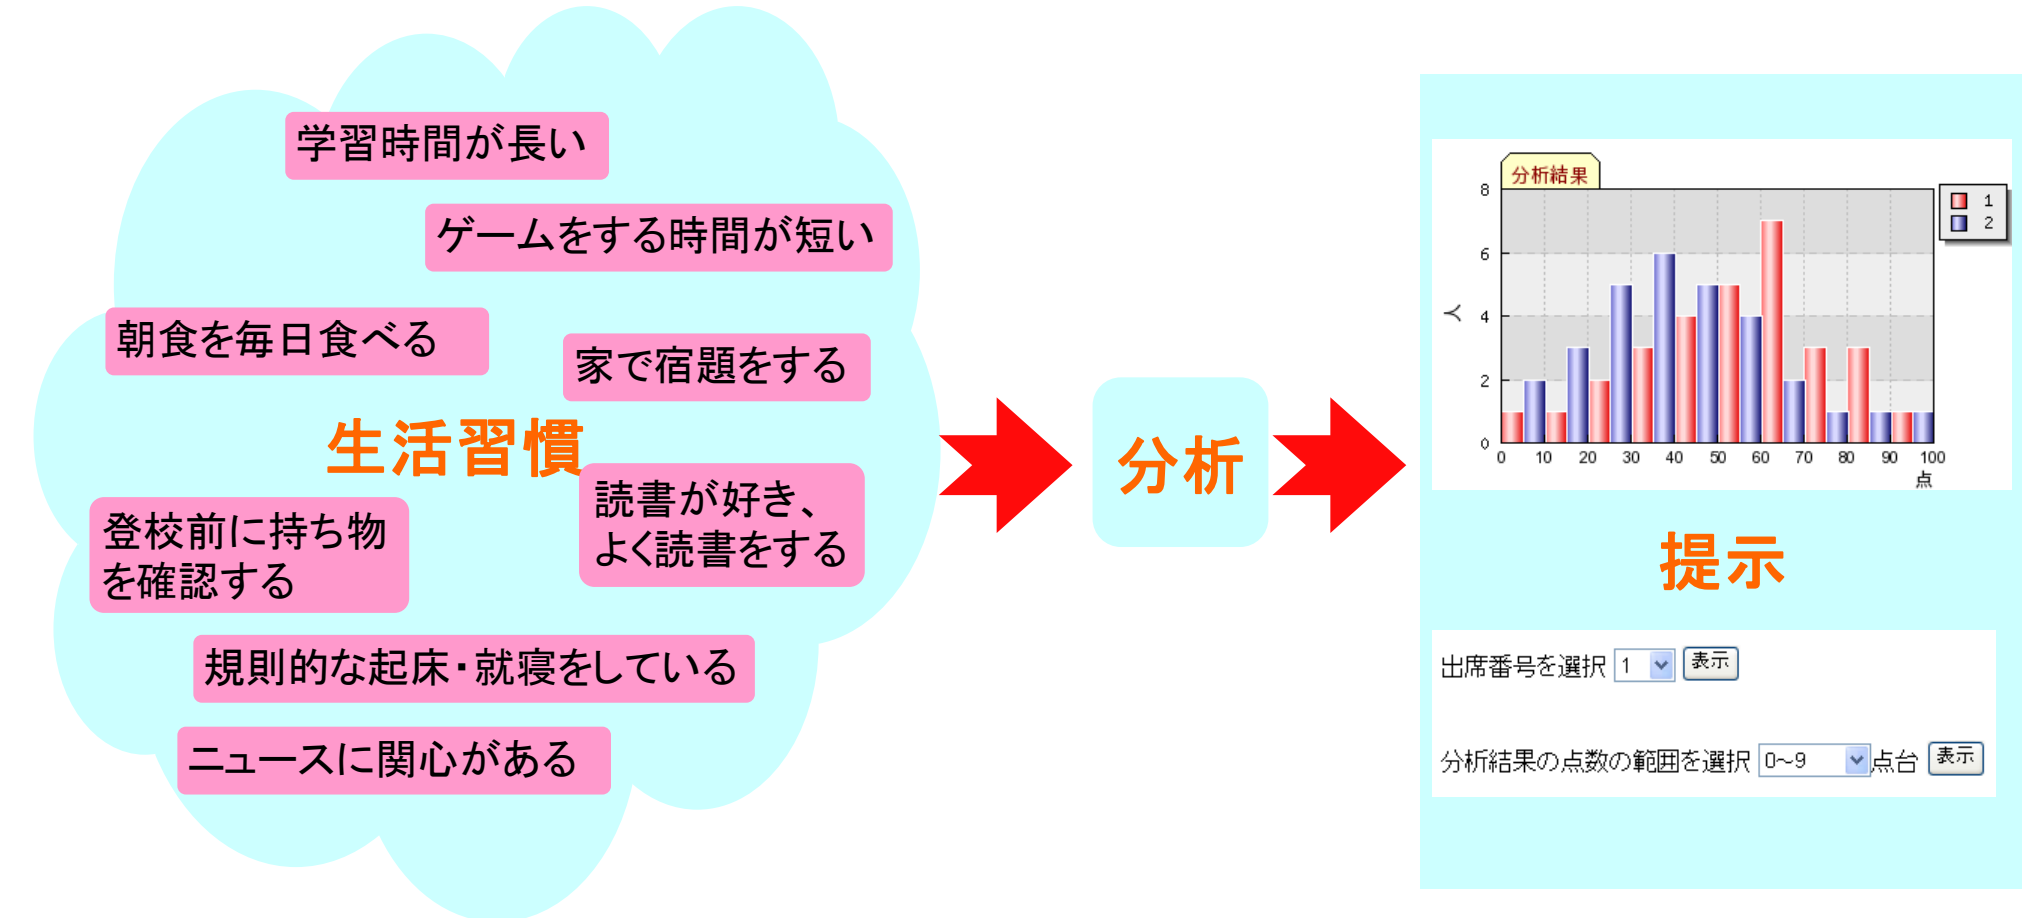 学習時間が長い
ゲームをする時間が短い
朝食を毎日食べる
家で宿題をする
生活習慣
読書が好き、
よく読書をする
登校前に持ち物
を確認する
規則的な起床・就寝をしている
ニュースに関心がある
分析
分析結果
8
6
4
2
0
人
0 10 20 30 40 50 60 70 80 90 100
点
1
2
提示
出席番号を選択 1 表示
分析結果の点数の範囲を選択 0～9 点台 表示